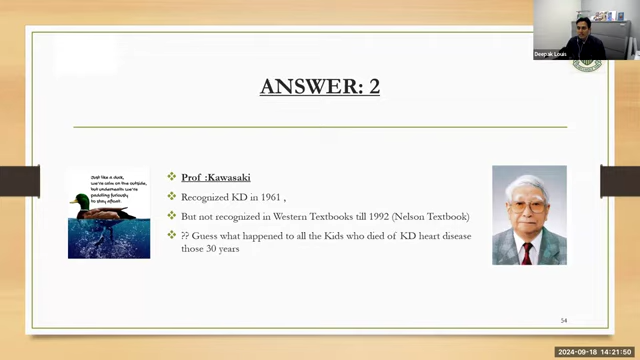 Deepak Louis
ANSWER: 2
Just like a duck,
we're calm on the outside,
but underneath we're
paddling furiously
to stay afloat.
Prof :Kawasaki
Recognized KD in 1961 ,
But not recognized in Western Textbooks till 1992 (Nelson Textbook)
?? Guess what happened to all the Kids who died of KD heart disease
those 30 years
54
2024-09-18 14:21:50